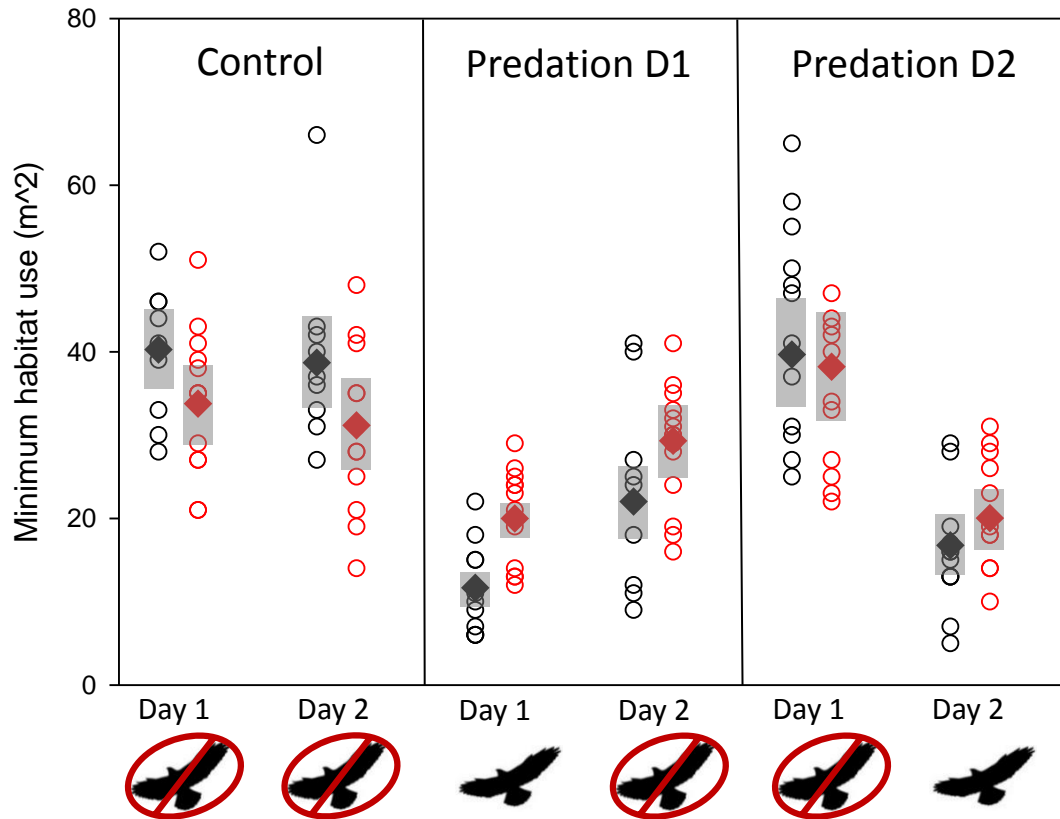 Control
Predation D1
Predation D2
Minimum habitat use (m^2)
80
60
40
20
0
Day 1
Day 2
Day 1
Day 2
Day 1
Day 2